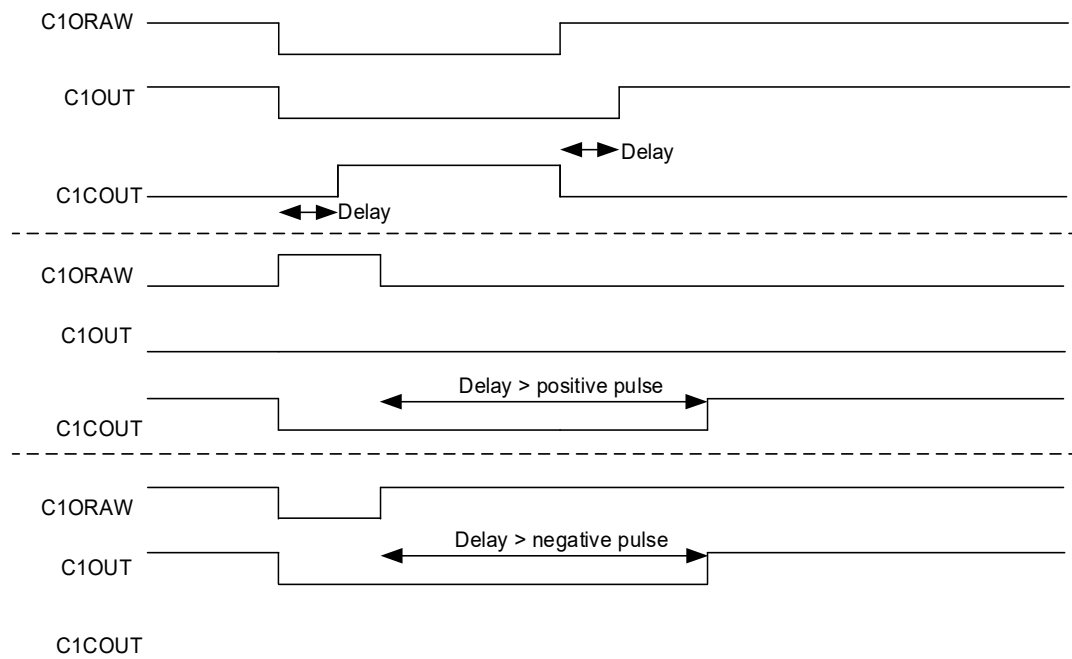 C1ORAW
C1OUT
Delay
C1COUT
Delay
C1ORAW
C1OUT
Delay > positive pulse
C1COUT
C1ORAW
Delay > negative pulse
C1OUT
C1COUT